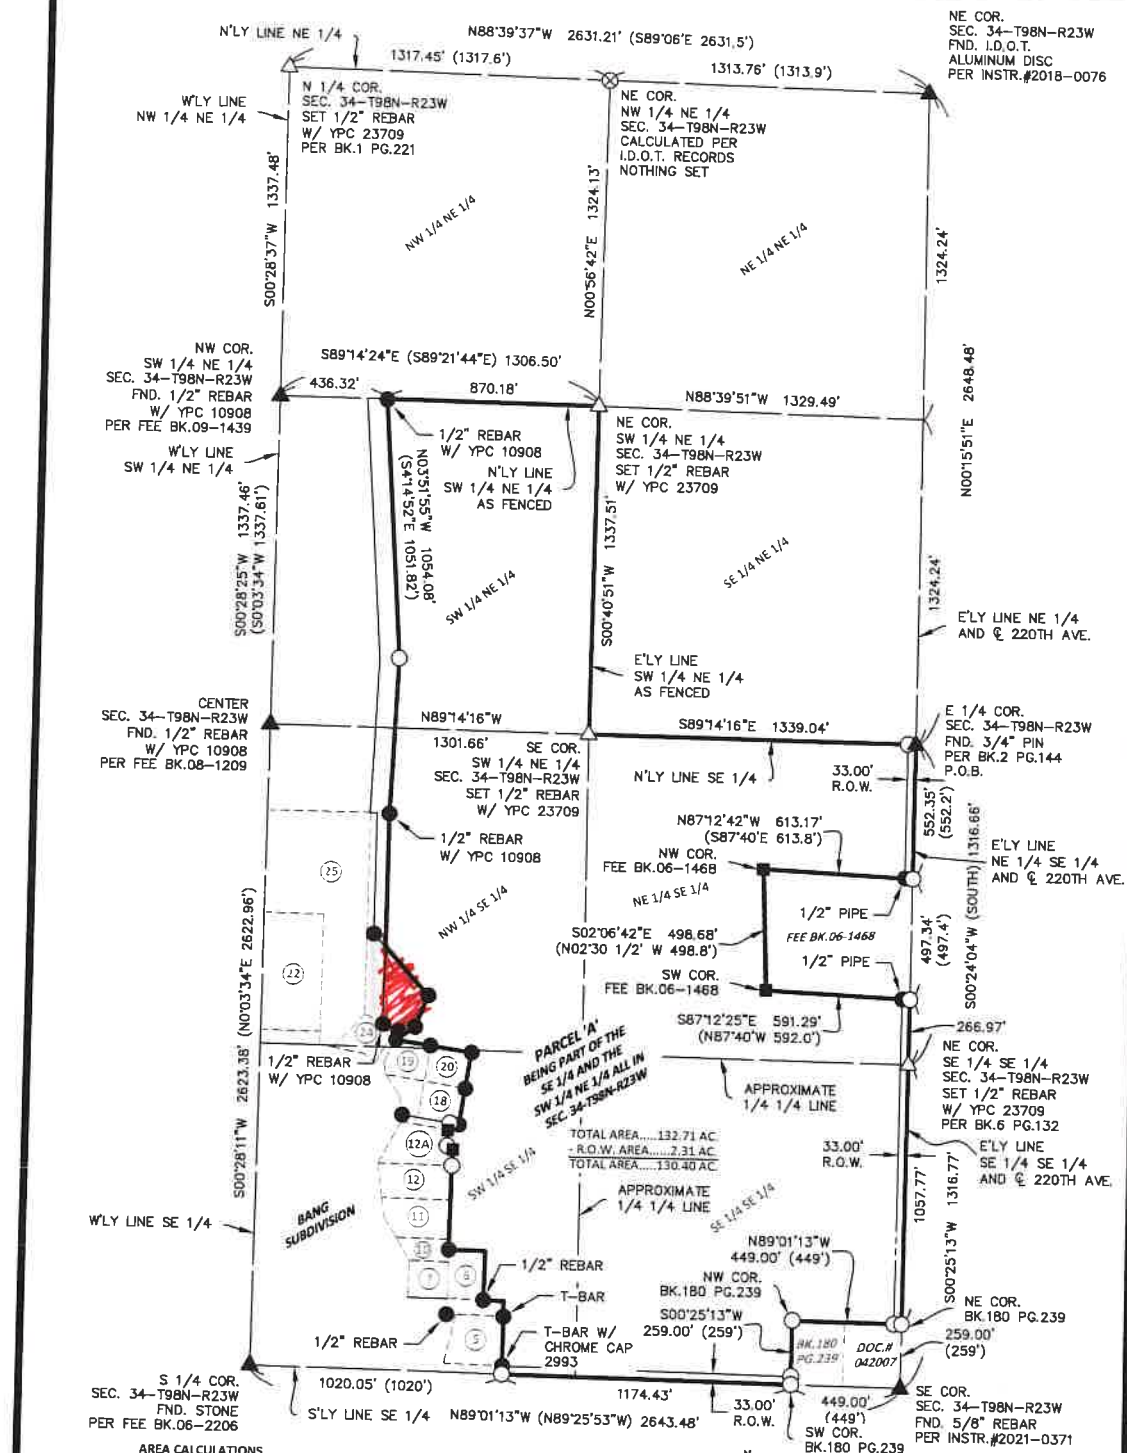 NE COR.
SEC. 34-T98N-R23W
FND. I.D.O.T.
ALUMINUM DISC
PER INSTR.#2018-0076
N'LY LINE NE 1/4
N88°39'37"W 2631.21' (S89°06'E 2631.5')
1317.45' (1317.6')
1313.76' (1313.9')
W'LY LINE
NW 1/4 NE 1/4
N 1/4 COR.
SEC. 34-T98N-R23W
SET 1/2" REBAR
W/ YPC 23709
PER BK.1 PG.221
NE COR.
NW 1/4 NE 1/4
SEC. 34-T98N-R23W
CALCULATED PER
I.D.O.T. RECORDS
NOTHING SET
S00°28'37"W 1337.48'
NW 1/4 NE 1/4
N00°56'42"E 1324.13'
NE 1/4 NE 1/4
1324.24'
N00°15'51"E 2648.48'
NW COR.
SW 1/4 NE 1/4
SEC. 34-T98N-R23W
FND. 1/2" REBAR
W/ YPC 10908
PER FEE BK.09-1439
S89°14'24"E (S89°21'44"E) 1306.50'
436.32'
870.18'
N88°39'51"W 1329.49'
W'LY LINE
SW 1/4 NE 1/4
1/2" REBAR
W/ YPC 10908
N'LY LINE
SW 1/4 NE 1/4
AS FENCED
NE COR.
SW 1/4 NE 1/4
SEC. 34-T98N-R23W
SET 1/2" REBAR
W/ YPC 23709
S00°28'25"W 1337.46'
(S0°03'34"W 1337.61')
N03°51'55"W 1054.08'
(S4°14'52"E 1051.82')
SW 1/4 NE 1/4
S00°40'51"W 1337.51'
SE 1/4 NE 1/4
1324.24'
E'LY LINE NE 1/4
AND ℄ 220TH AVE.
E'LY LINE
SW 1/4 NE 1/4
AS FENCED
CENTER
SEC. 34-T98N-R23W
FND. 1/2" REBAR
W/ YPC 10908
PER FEE BK.08-1209
N89°14'16"W
1301.66'
SE COR.
SW 1/4 NE 1/4
SEC. 34-T98N-R23W
SET 1/2" REBAR
W/ YPC 23709
S89°14'16"E 1339.04'
N'LY LINE SE 1/4
33.00'
R.O.W.
E 1/4 COR.
SEC. 34-T98N-R23W
FND. 3/4" PIN
PER BK.2 PG.144
P.O.B.
1/2" REBAR
W/ YPC 10908
N87°12'42"W 613.17'
(S87°40'E 613.8')
NW COR.
FEE BK.06-1468
552.35'
(552.2')
E'LY LINE
NE 1/4 SE 1/4
AND ℄ 220TH AVE.
25
NW 1/4 SE 1/4
NE 1/4 SE 1/4
1/2" PIPE
FEE BK.06-1468
S02°06'42"E 498.68'
(N02°30 1/2' W 498.8')
1/2" PIPE
497.34'
(497.4')
S00°24'04"W (SOUTH) 1316.66'
22
SW COR.
FEE BK.06-1468
S87°12'25"E 591.29'
(N87°40'W 592.0')
266.97'
24
1/2" REBAR
W/ YPC 10908
19
20
18
PARCEL 'A'
BEING PART OF THE
SE 1/4 AND THE
SW 1/4 NE 1/4 ALL IN
SEC. 34-T98N-R23W
NE COR.
SE 1/4 SE 1/4
SEC. 34-T98N-R23W
SET 1/2" REBAR
W/ YPC 23709
PER BK.6 PG.132
APPROXIMATE
1/4 1/4 LINE
S00°28'11"W 2623.38' (N0°03'34"E 2622.96')
TOTAL AREA.....132.71 AC.
- R.O.W. AREA.....2.31 AC.
TOTAL AREA.....130.40 AC.
33.00'
R.O.W.
E'LY LINE
SE 1/4 SE 1/4
AND ℄ 220TH AVE.
12A
12
11
10
7
6
5
SW 1/4 SE 1/4
APPROXIMATE
1/4 1/4 LINE
SE 1/4 SE 1/4
1057.77'
S00°25'13"W 1316.77'
W'LY LINE SE 1/4
BANG
SUBDIVISION
N89°01'13"W
449.00' (449')
1/2" REBAR
T-BAR
NW COR.
BK.180 PG.239
S00°25'13"W
259.00' (259')
NE COR.
BK.180 PG.239
259.00'
(259')
1/2" REBAR
T-BAR W/
CHROME CAP
2993
BK.180
PG.239
DOC.#
042007
S 1/4 COR.
SEC. 34-T98N-R23W
FND. STONE
PER FEE BK.06-2206
1020.05' (1020')
1174.43'
S'LY LINE SE 1/4 N89°01'13"W (N89°25'53"W) 2643.48'
33.00'
R.O.W.
449.00'
(449')
SW COR.
BK.180 PG.239
SE COR.
SEC. 34-T98N-R23W
FND. 5/8" REBAR
PER INSTR.#2021-0371
AREA CALCULATIONS
N